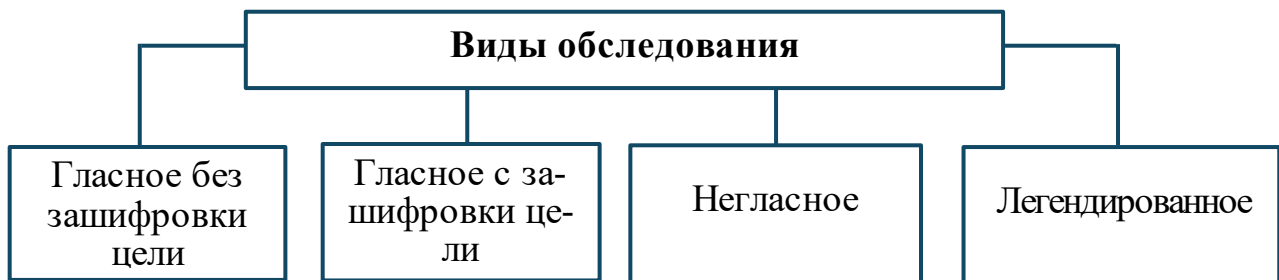 Виды обследования
Гласное без
зашифровки
цели
Гласное с за-
шифровки це-
ли
Негласное
Легендированное